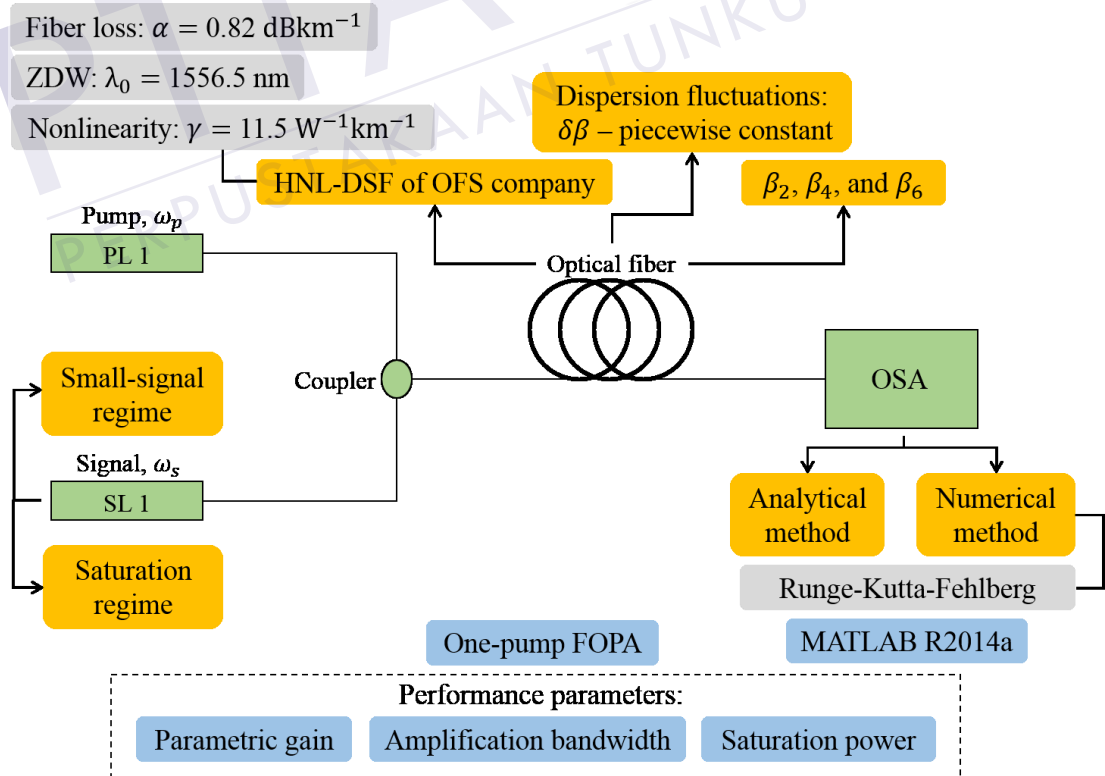 Fiber loss: α = 0.82 dBkm⁻¹
ZDW: λ₀ = 1556.5 nm
Nonlinearity: γ = 11.5 W⁻¹km⁻¹
PERPUSTAKAAN TUNKU
Dispersion fluctuations:
δβ – piecewise constant
HNL-DSF of OFS company
β₂, β₄, and β₆
Pump, ωₚ
PL 1
Optical fiber
Small-signal
regime
Coupler
OSA
Signal, ωₛ
SL 1
Analytical
method
Numerical
method
Saturation
regime
Runge-Kutta-Fehlberg
One-pump FOPA
MATLAB R2014a
Performance parameters:
Parametric gain
Amplification bandwidth
Saturation power